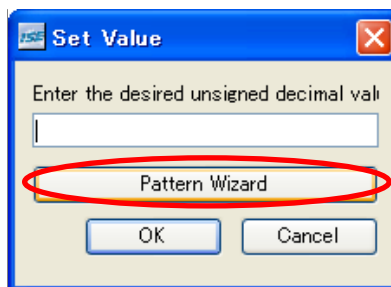 ISE Set Value
Enter the desired unsigned decimal valu
Pattern Wizard
OK Cancel